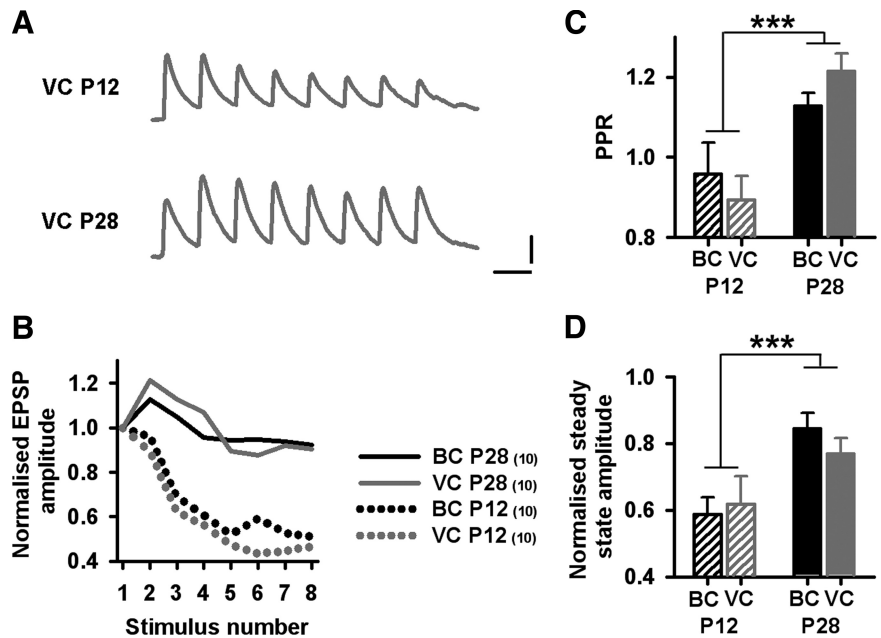 A
VC P12
VC P28
B
Normalised EPSP
amplitude
1.2
1.0
0.8
0.6
0.4
1 2 3 4 5 6 7 8
Stimulus number
BC P28 (10)
VC P28 (10)
BC P12 (10)
VC P12 (10)
C
***
PPR
1.2
1.0
0.8
BC VC BC VC
P12 P28
D
***
Normalised steady
state amplitude
1.0
0.8
0.6
0.4
BC VC BC VC
P12 P28